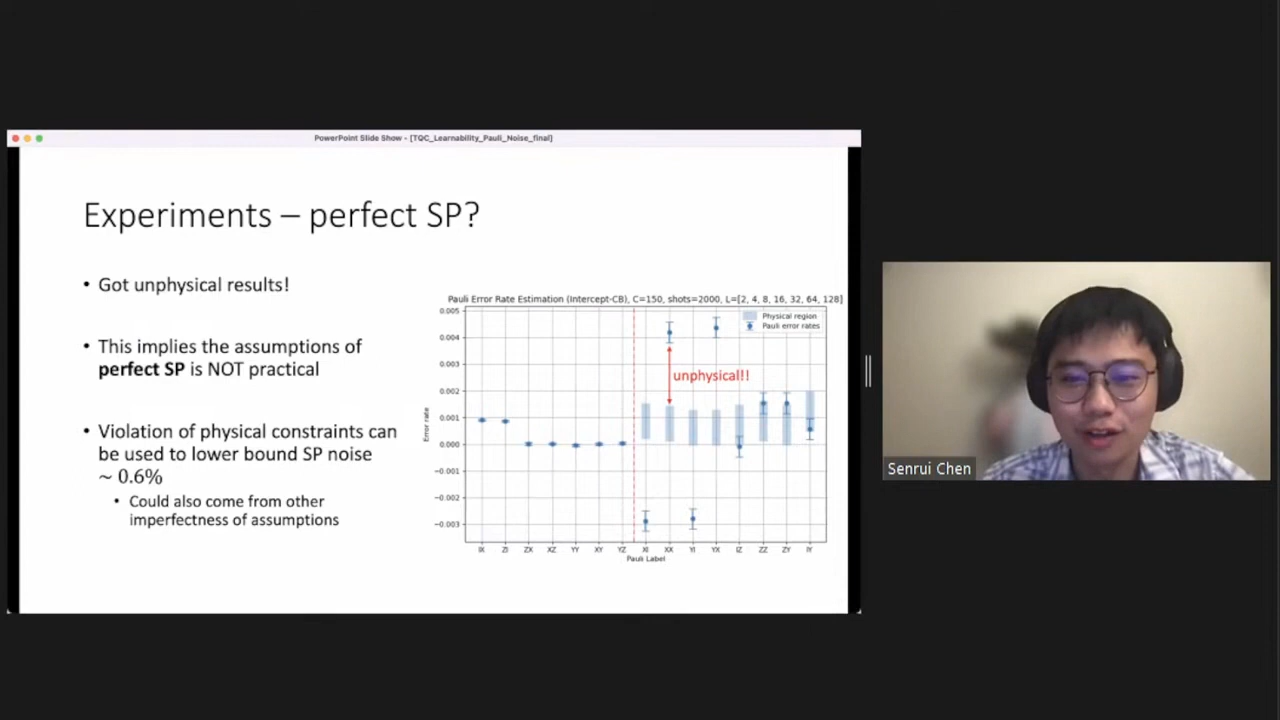 PowerPoint Slide Show - [TQC_Learnability_Pauli_Noise_final]
Experiments – perfect SP?
• Got unphysical results!
• This implies the assumptions of
perfect SP is NOT practical
• Violation of physical constraints can
be used to lower bound SP noise
~ 0.6%
• Could also come from other
imperfectness of assumptions
Pauli Error Rate Estimation (Intercept-CB), C=150, shots=2000, L=[2, 4, 8, 16, 32, 64, 128]
Physical region
Pauli error rates
unphysical!!
Error rate
0.005
0.004
0.003
0.002
0.001
0.000
−0.001
−0.002
−0.003
IX ZI ZX XZ YY XY YZ XI XX YI YX IZ ZZ ZY IY
Pauli Label
Senrui Chen